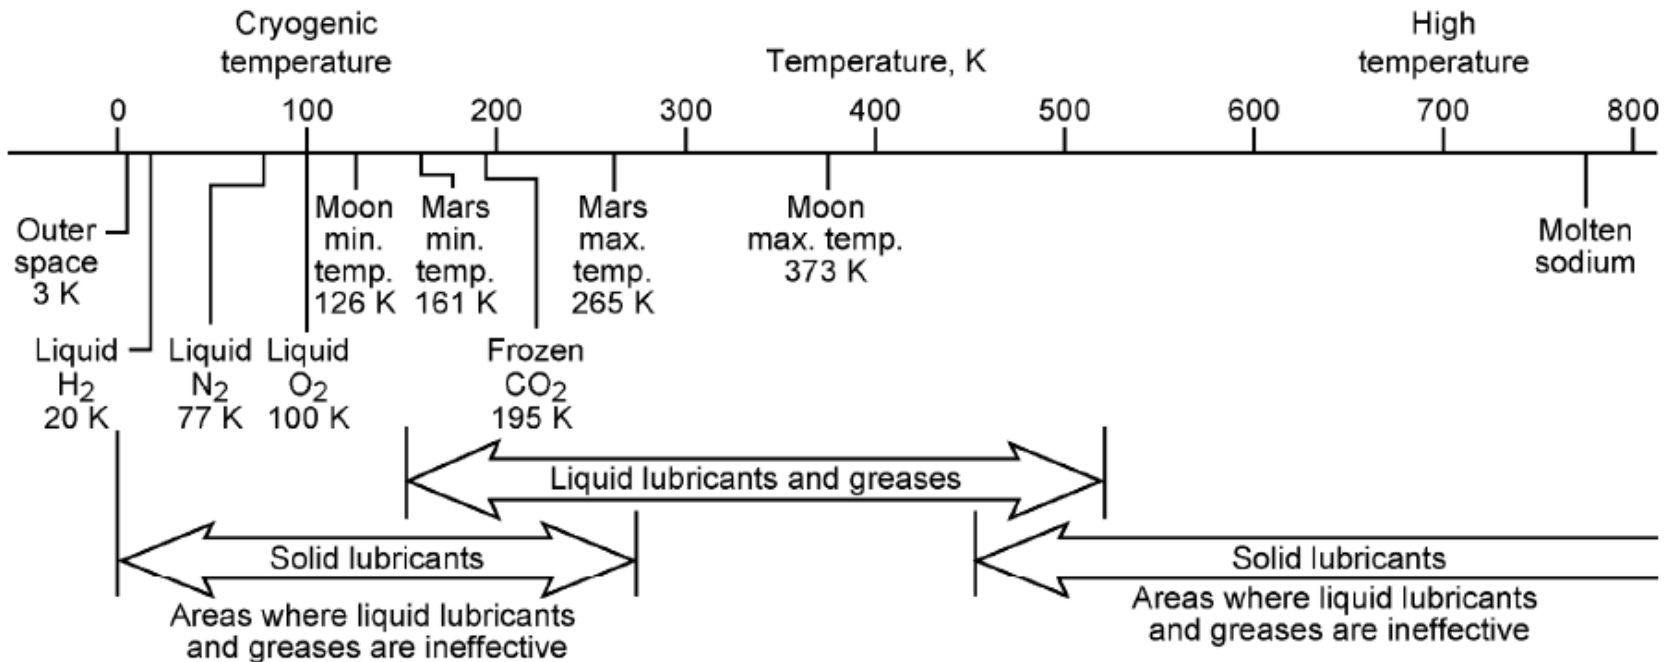 Cryogenic
temperature
Temperature, K
High
temperature
0 100 200 300 400 500 600 700 800
Outer
space
3 K
Liquid
H2
20 K
Liquid
N2
77 K
Liquid
O2
100 K
Moon
min.
temp.
126 K
Mars
min.
temp.
161 K
Frozen
CO2
195 K
Mars
max.
temp.
265 K
Moon
max. temp.
373 K
Molten
sodium
Liquid lubricants and greases
Solid lubricants
Areas where liquid lubricants
and greases are ineffective
Solid lubricants
Areas where liquid lubricants
and greases are ineffective